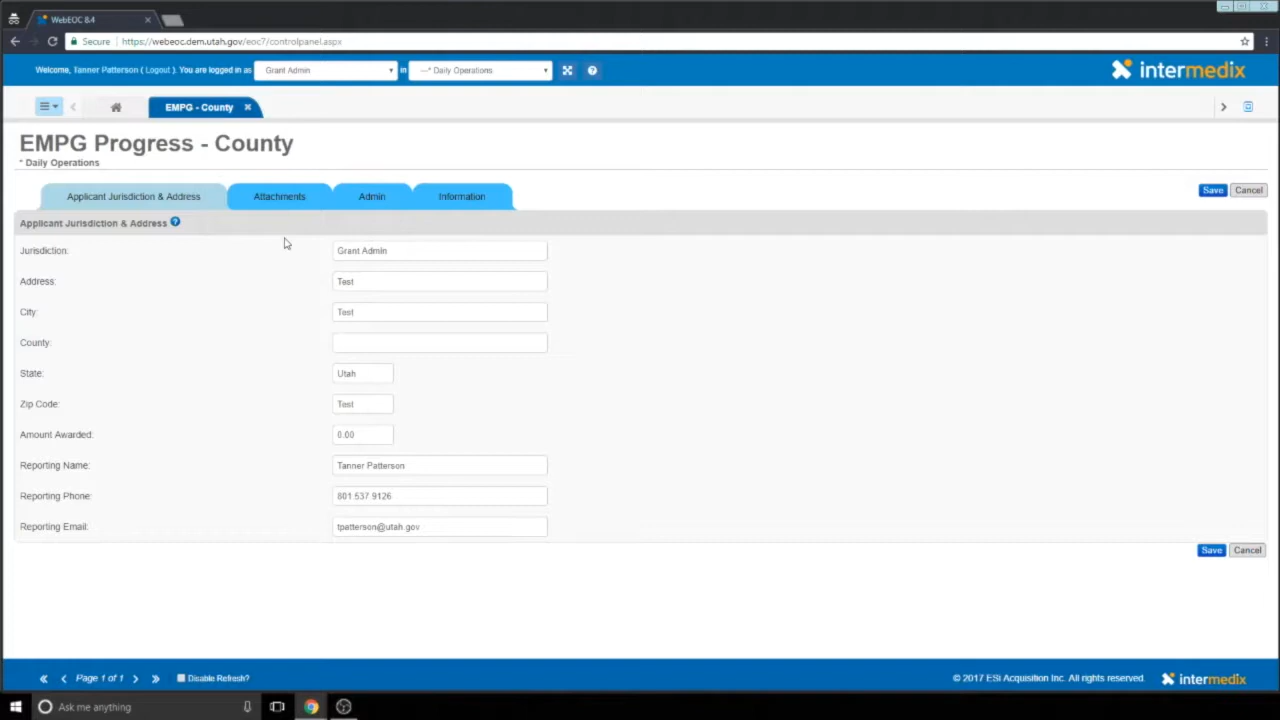 WebEOC 8.4
Secure https://webeoc.dem.utah.gov/eoc7/controlpanel.aspx
Welcome, Tanner Patterson ( Logout ). You are logged in as Grant Admin in ---* Daily Operations
intermedix
EMPG - County
EMPG Progress - County
* Daily Operations
Applicant Jurisdiction & Address Attachments Admin Information
Save Cancel
Applicant Jurisdiction & Address
Jurisdiction: Grant Admin
Address: Test
City: Test
County:
State: Utah
Zip Code: Test
Amount Awarded: 0.00
Reporting Name: Tanner Patterson
Reporting Phone: 801 537 9126
Reporting Email: tpatterson@utah.gov
Save Cancel
Page 1 of 1 Disable Refresh?
© 2017 ESi Acquisition Inc. All rights reserved. intermedix
Ask me anything